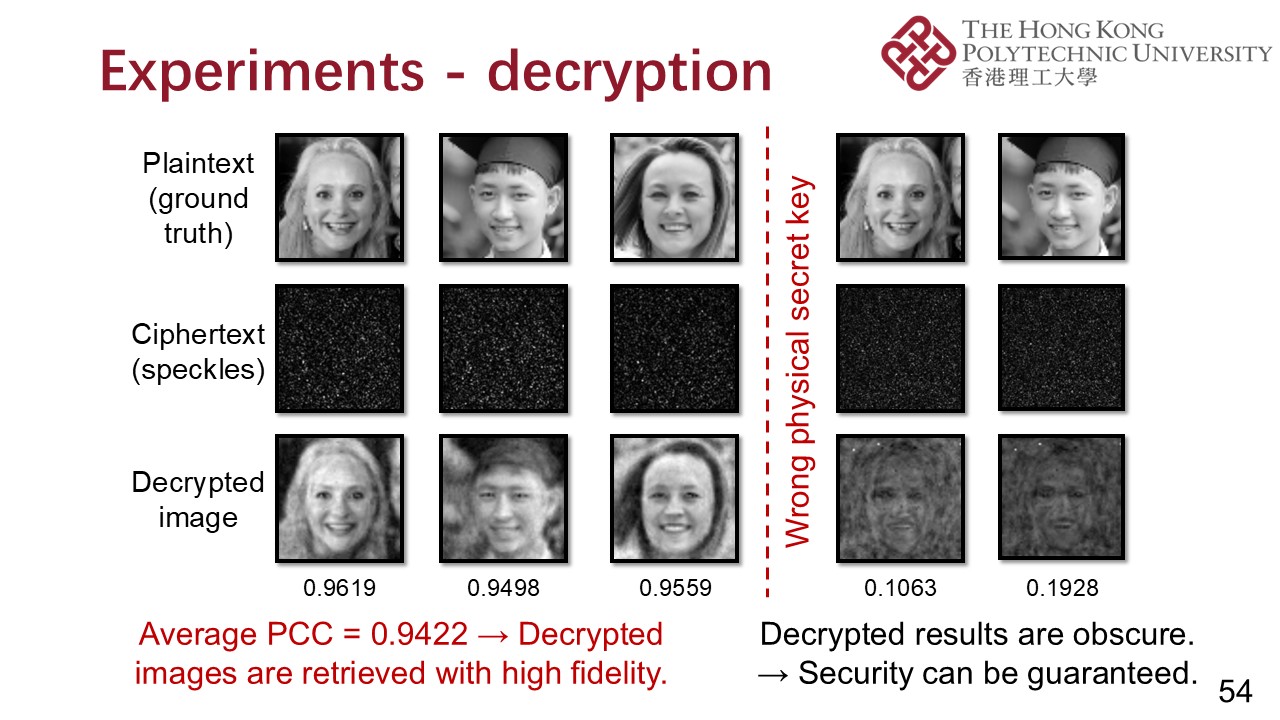 THE HONG KONG
POLYTECHNIC UNIVERSITY
香港理工大學
Experiments - decryption
Plaintext
(ground
truth)
Ciphertext
(speckles)
Decrypted
image
Wrong physical secret key
0.9619 0.9498 0.9559 0.1063 0.1928
Average PCC = 0.9422 → Decrypted
images are retrieved with high fidelity.
Decrypted results are obscure.
→ Security can be guaranteed.
54